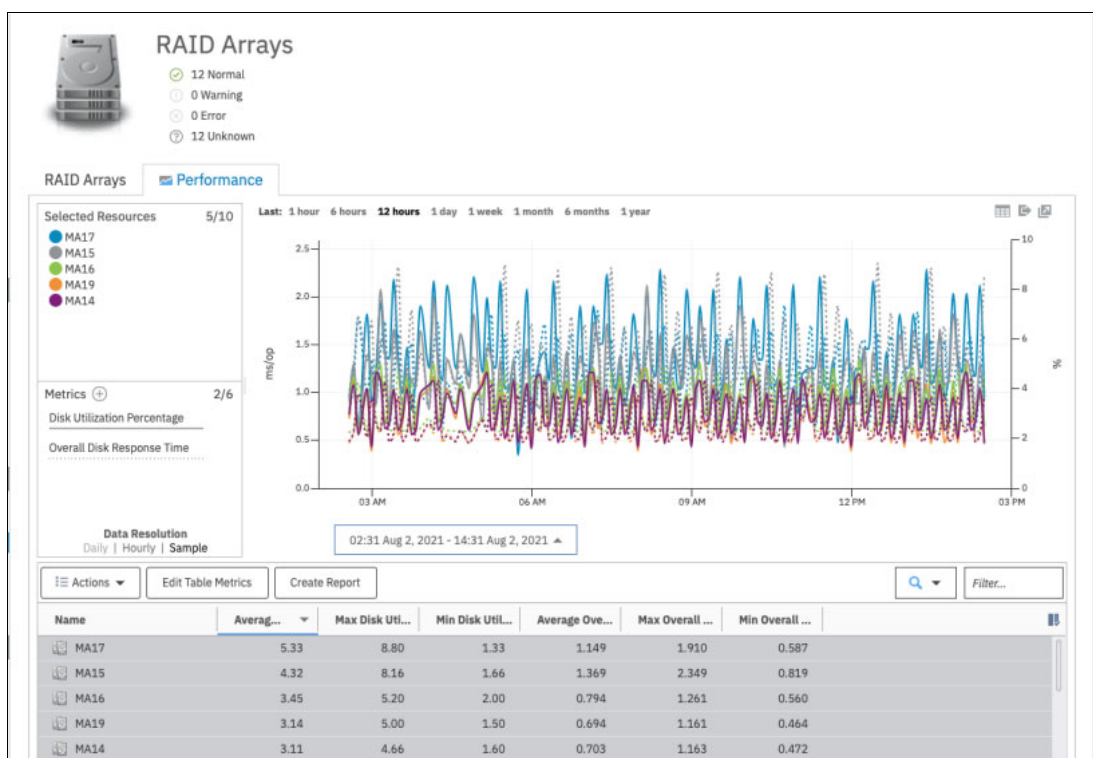 RAID Arrays
12 Normal
0 Warning
0 Error
12 Unknown
RAID Arrays Performance
Selected Resources 5/10
MA17
MA15
MA16
MA19
MA14
Metrics 2/6
Disk Utilization Percentage
Overall Disk Response Time
Data Resolution
Daily | Hourly | Sample
Last: 1 hour 6 hours 12 hours 1 day 1 week 1 month 6 months 1 year
2.5
2.0
1.5
1.0
0.5
0.0
ms/op
10
8
6
4
2
0
%
03 AM 06 AM 09 AM 12 PM 03 PM
02:31 Aug 2, 2021 - 14:31 Aug 2, 2021
Actions Edit Table Metrics Create Report Filter...
Name Averag... Max Disk Uti... Min Disk Util... Average Ove... Max Overall ... Min Overall ...
MA17 5.33 8.80 1.33 1.149 1.910 0.587
MA15 4.32 8.16 1.66 1.369 2.349 0.819
MA16 3.45 5.20 2.00 0.794 1.261 0.560
MA19 3.14 5.00 1.50 0.694 1.161 0.464
MA14 3.11 4.66 1.60 0.703 1.163 0.472